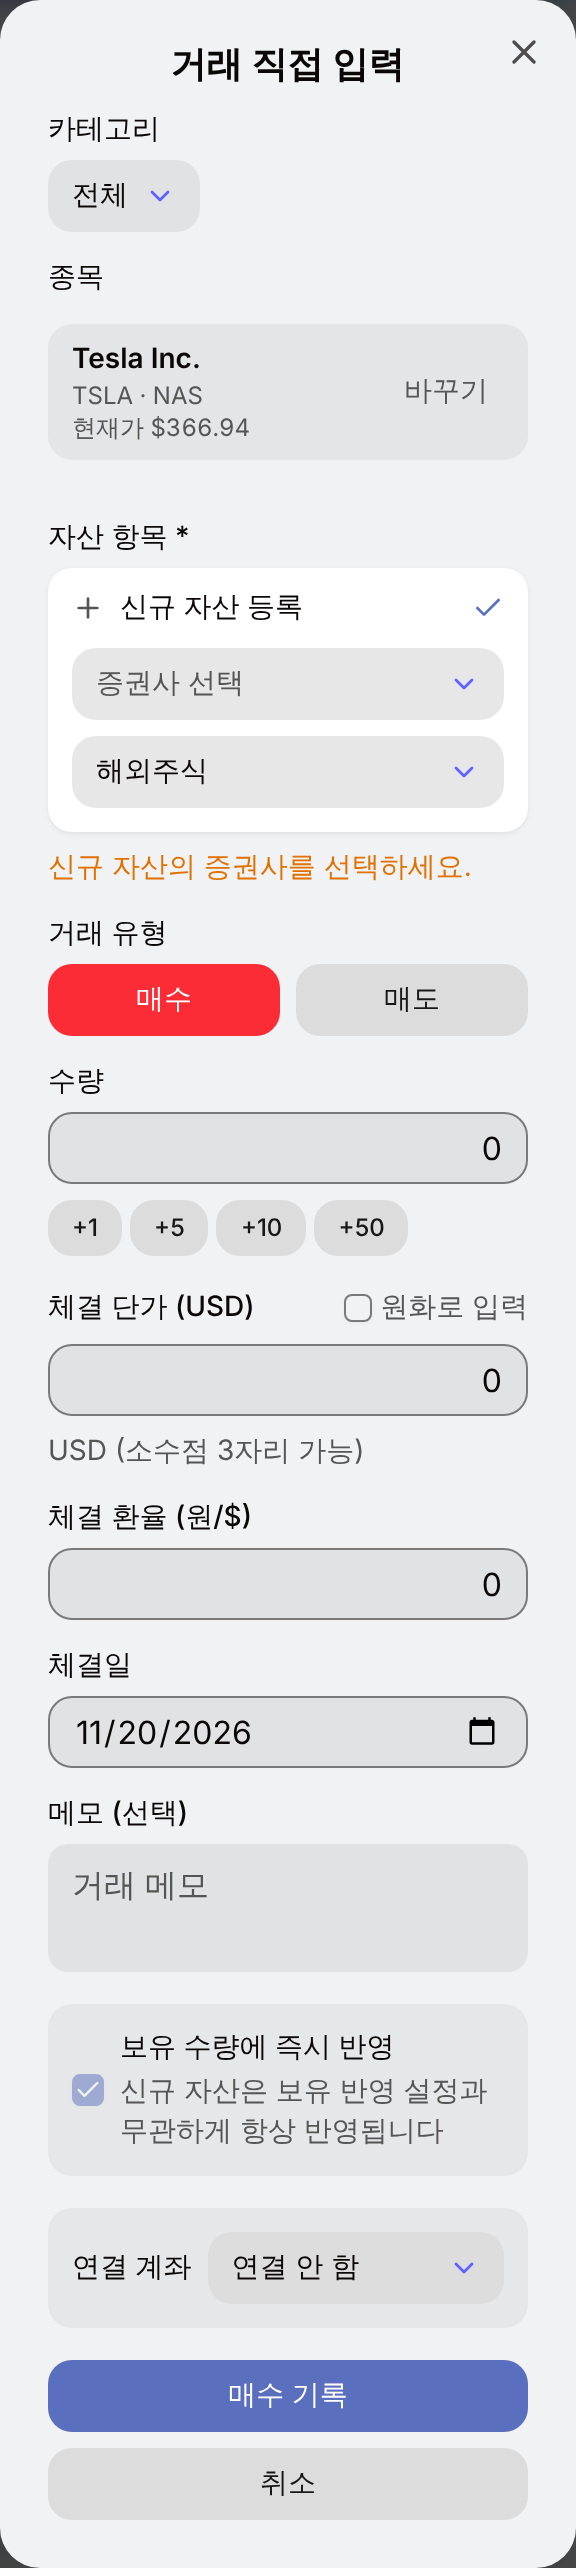 거래 직접 입력
카테고리
전체
종목
Tesla Inc.
TSLA · NAS
현재가 $366.94
바꾸기
자산 항목 *
신규 자산 등록
증권사 선택
해외주식
신규 자산의 증권사를 선택하세요.
거래 유형
매수 매도
수량
0
+1 +5 +10 +50
체결 단가 (USD) 원화로 입력
0
USD (소수점 3자리 가능)
체결 환율 (원/$)
0
체결일
11/20/2026
메모 (선택)
거래 메모
보유 수량에 즉시 반영
신규 자산은 보유 반영 설정과
무관하게 항상 반영됩니다
연결 계좌 연결 안 함
매수 기록
취소